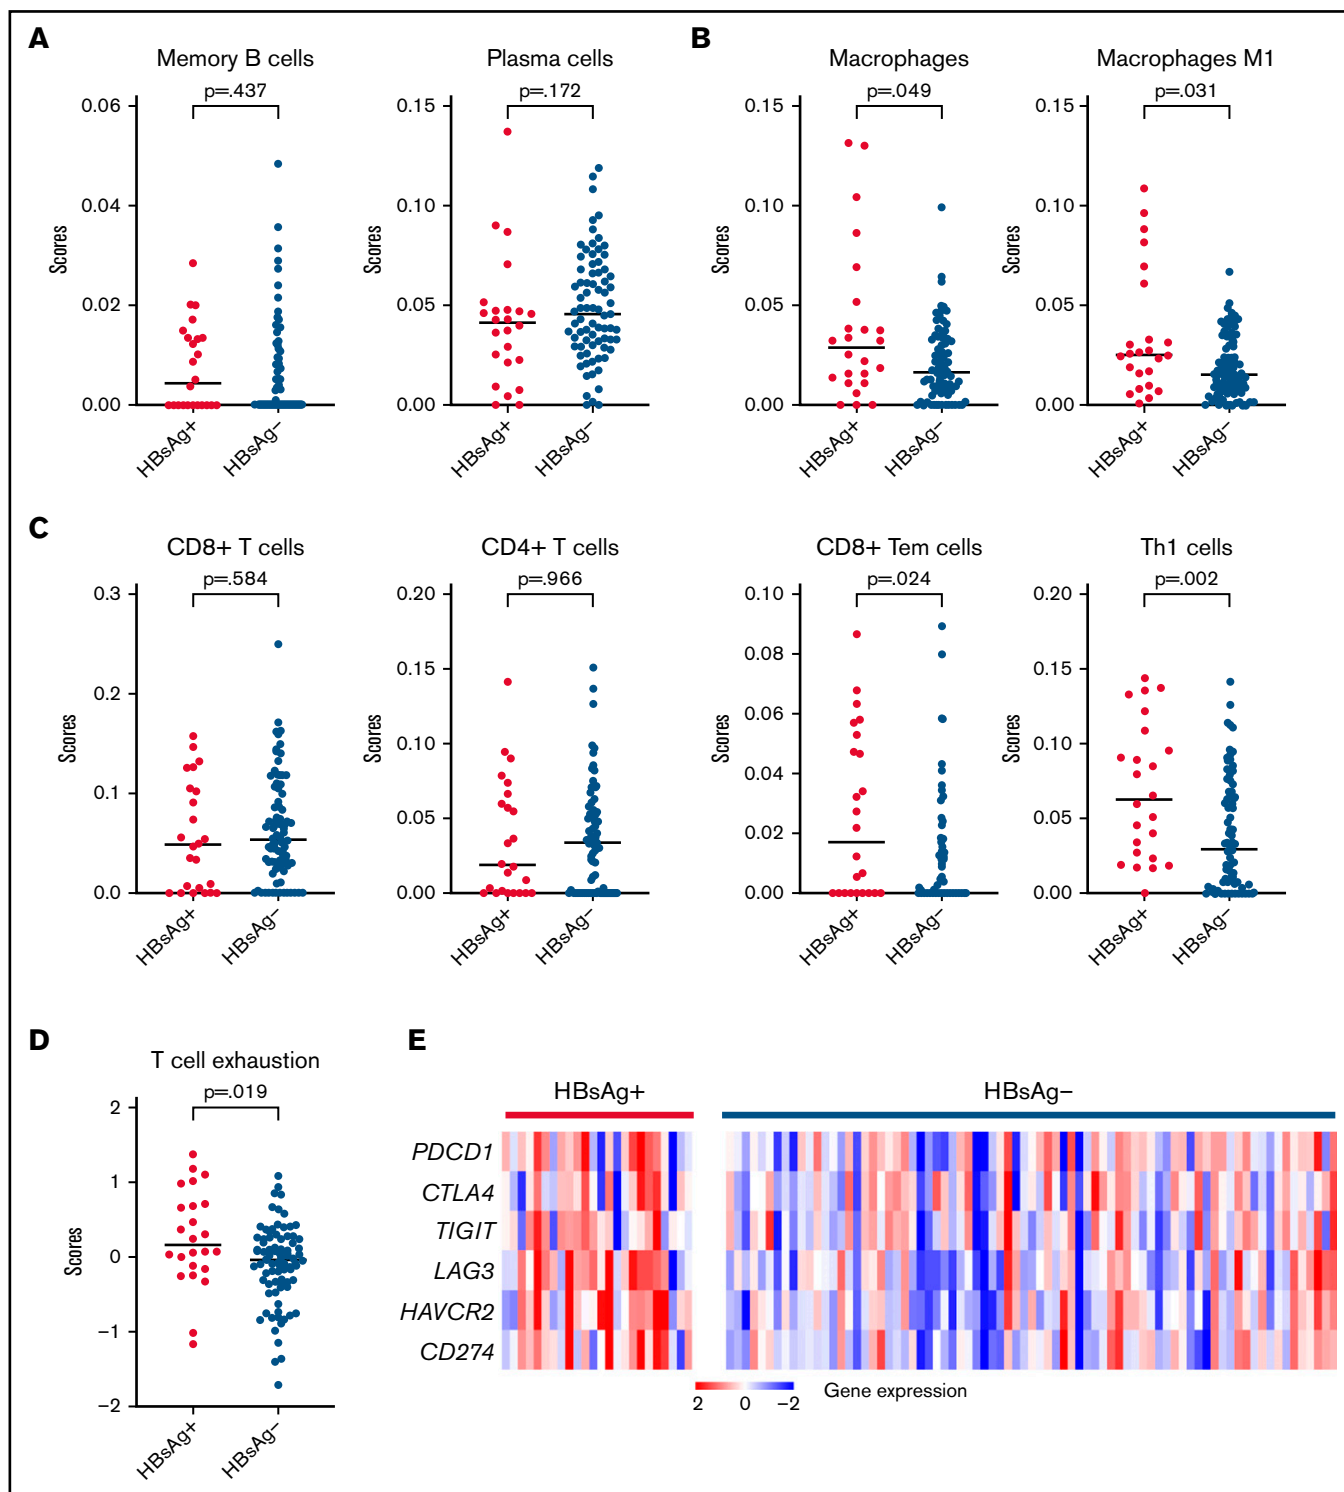 A
Memory B cells
p=.437
0.06
0.04
0.02
0.00
Scores
HBsAg+
HBsAg−
Plasma cells
p=.172
0.15
0.10
0.05
0.00
Scores
HBsAg+
HBsAg−
B
Macrophages
p=.049
0.15
0.10
0.05
0.00
Scores
HBsAg+
HBsAg−
Macrophages M1
p=.031
0.15
0.10
0.05
0.00
Scores
HBsAg+
HBsAg−
C
CD8+ T cells
p=.584
0.3
0.2
0.1
0.0
Scores
HBsAg+
HBsAg−
CD4+ T cells
p=.966
0.20
0.15
0.10
0.05
0.00
Scores
HBsAg+
HBsAg−
CD8+ Tem cells
p=.024
0.10
0.08
0.06
0.04
0.02
0.00
Scores
HBsAg+
HBsAg−
Th1 cells
p=.002
0.20
0.15
0.10
0.05
0.00
Scores
HBsAg+
HBsAg−
D
T cell exhaustion
p=.019
2
1
0
−1
−2
Scores
HBsAg+
HBsAg−
E
HBsAg+
HBsAg−
PDCD1
CTLA4
TIGIT
LAG3
HAVCR2
CD274
2 0 −2
Gene expression